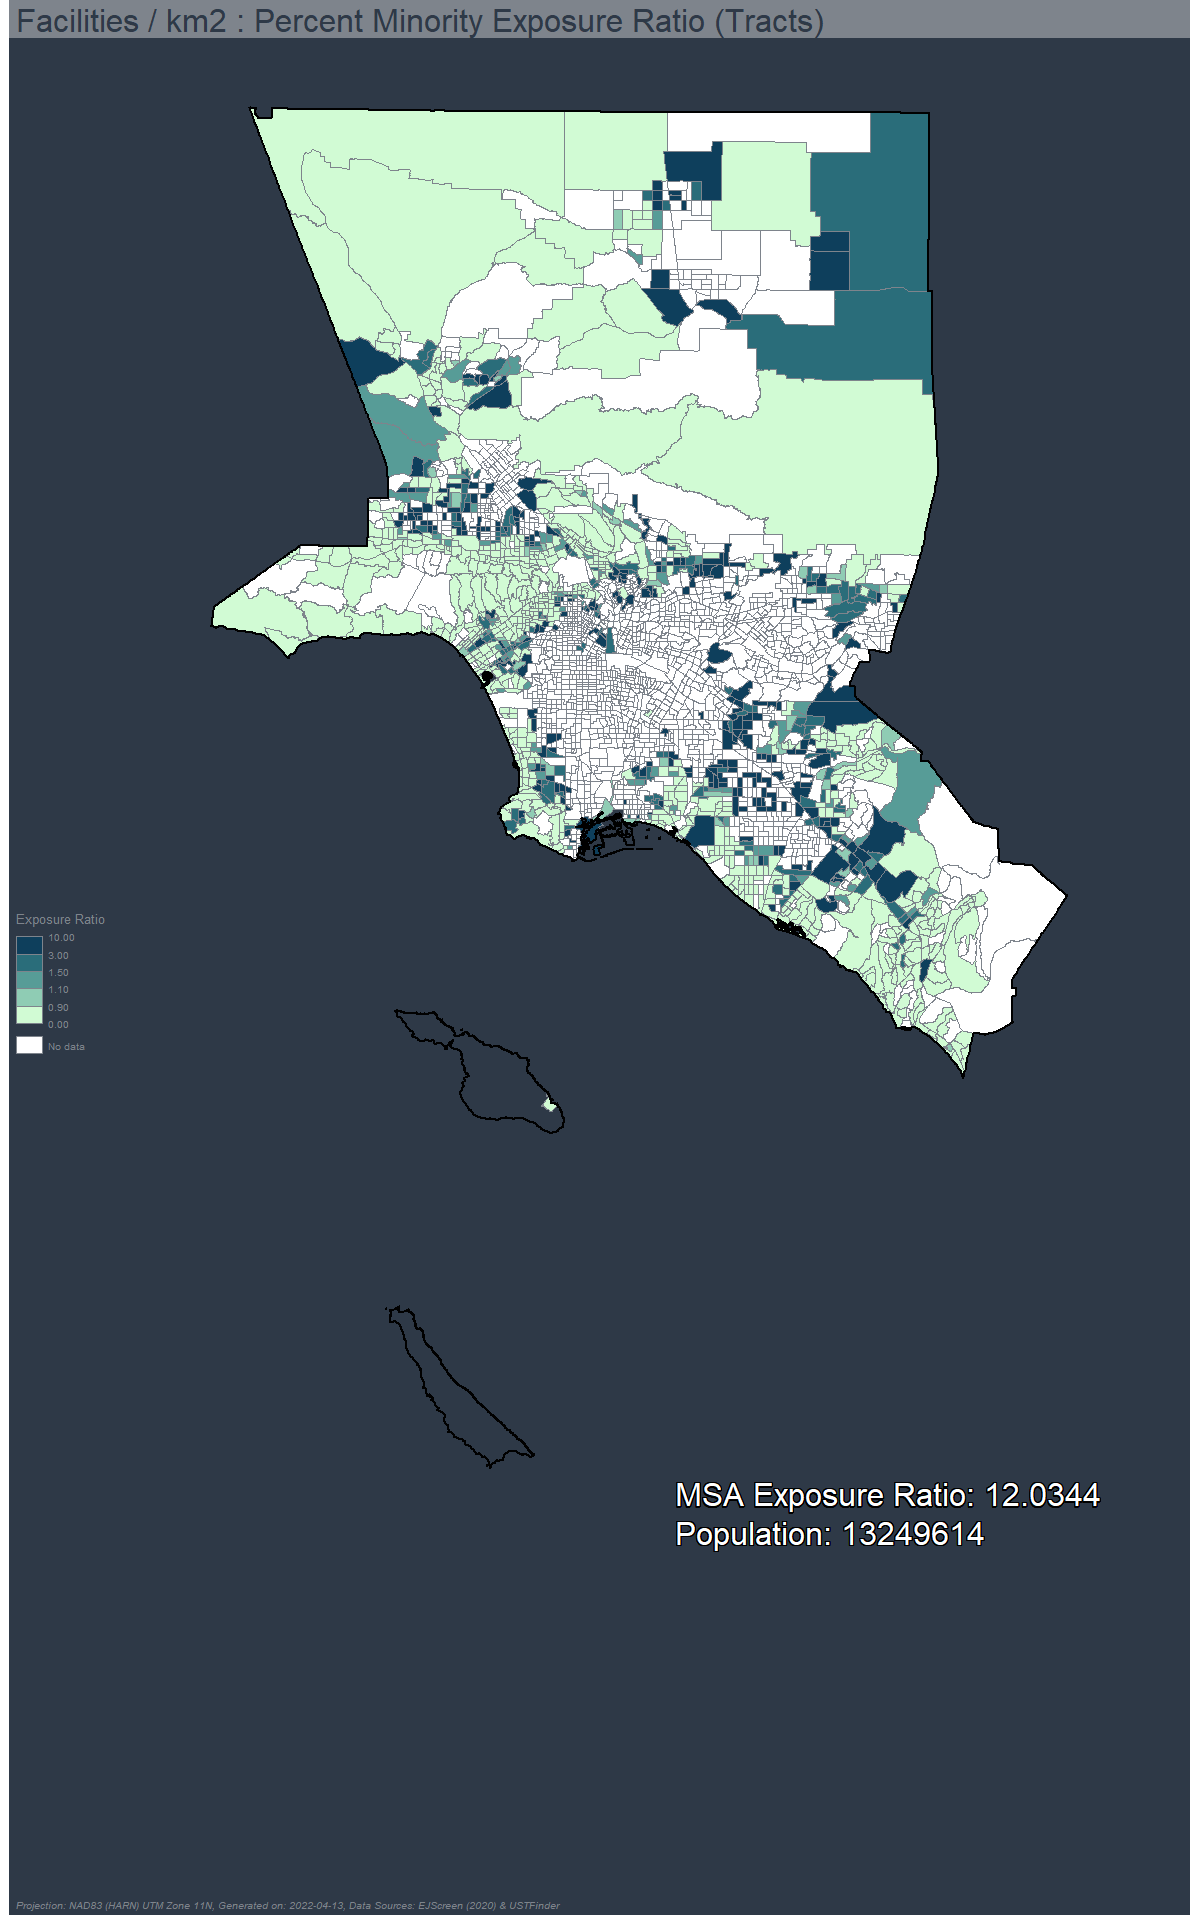 Facilities / km2 : Percent Minority Exposure Ratio (Tracts)
Exposure Ratio
10.00
3.00
1.50
1.10
0.90
0.00
No data
MSA Exposure Ratio: 12.0344
Population: 13249614
Projection: NAD83 (HARN) UTM Zone 11N, Generated on: 2022-04-13, Data Sources: EJScreen (2020) & USTFinder